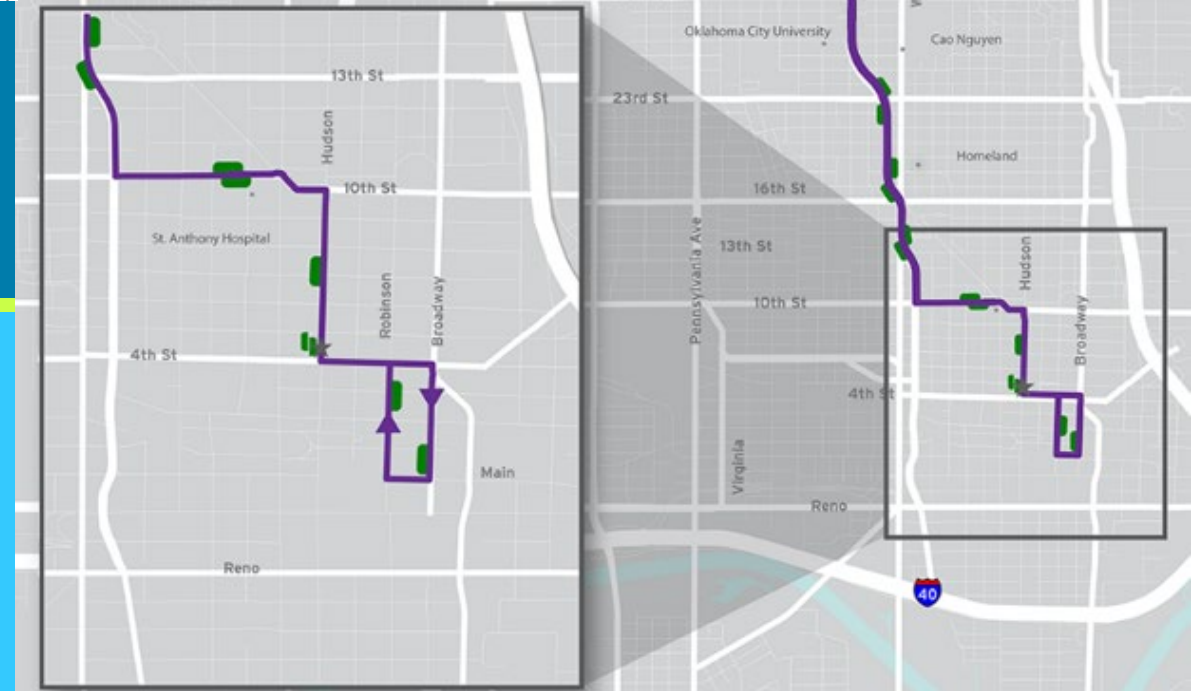 13th St
Hudson
10th St
St. Anthony Hospital
Robinson
Broadway
4th St
Main
Reno
Oklahoma City University
Cao Nguyen
23rd St
Homeland
16th St
Pennsylvania Ave
13th St
Hudson
10th St
Broadway
4th St
Virginia
Reno
40